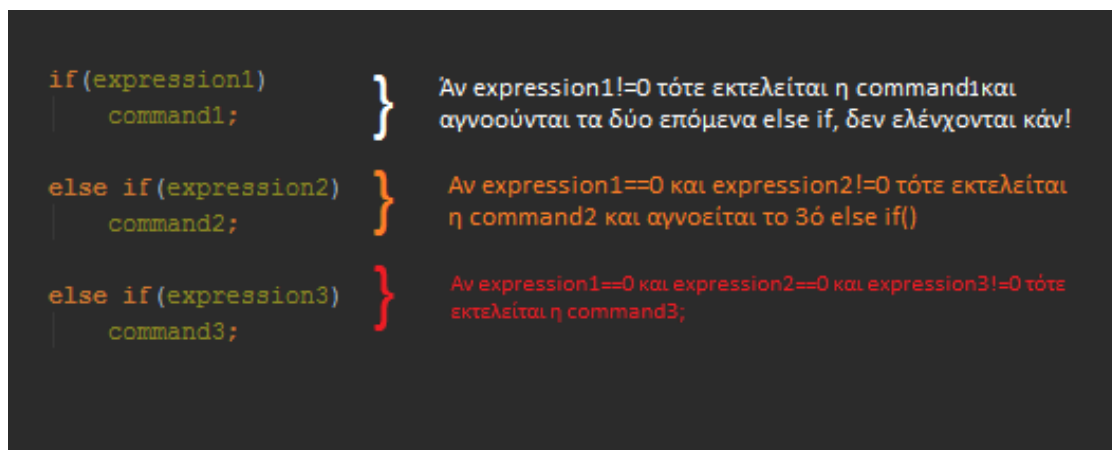 if(expression1)
command1;
Άν expression1!=0 τότε εκτελείται η command1και
αγνοούνται τα δύο επόμενα else if, δεν ελένχονται κάν!
else if(expression2)
command2;
Αν expression1==0 και expression2!=0 τότε εκτελείται
η command2 και αγνοείται το 3ό else if()
else if(expression3)
command3;
Αν expression1==0 και expression2==0 και expression3!=0 τότε
εκτελείται η command3;